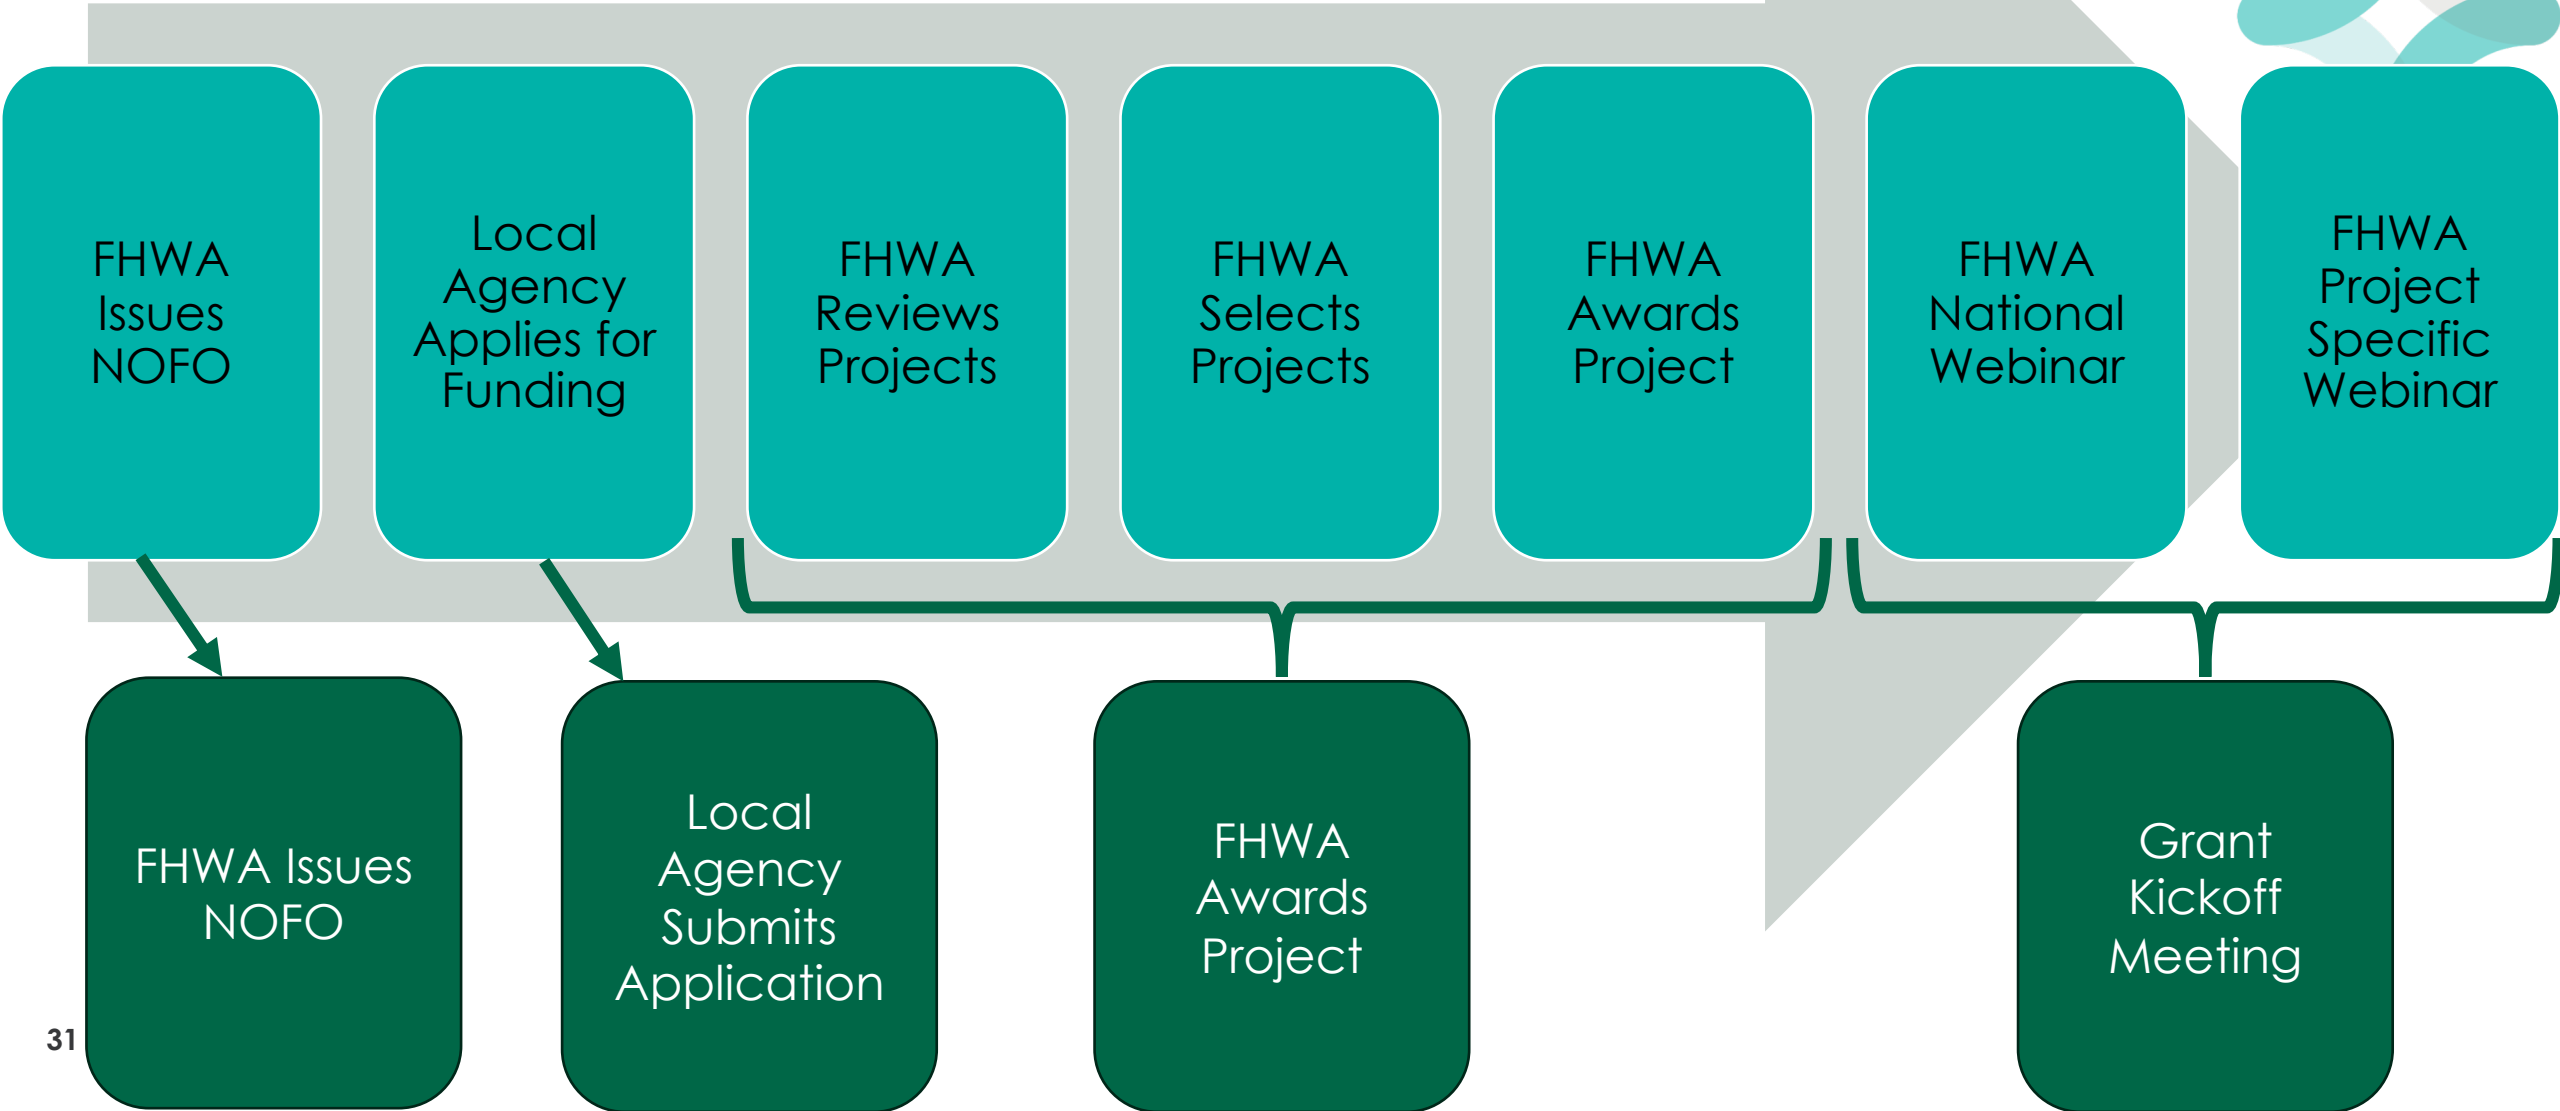 FHWA
Issues
NOFO
Local
Agency
Applies for
Funding
FHWA
Reviews
Projects
FHWA
Selects
Projects
FHWA
Awards
Project
FHWA
National
Webinar
FHWA
Project
Specific
Webinar
FHWA Issues
NOFO
Local
Agency
Submits
Application
FHWA
Awards
Project
Grant
Kickoff
Meeting
31